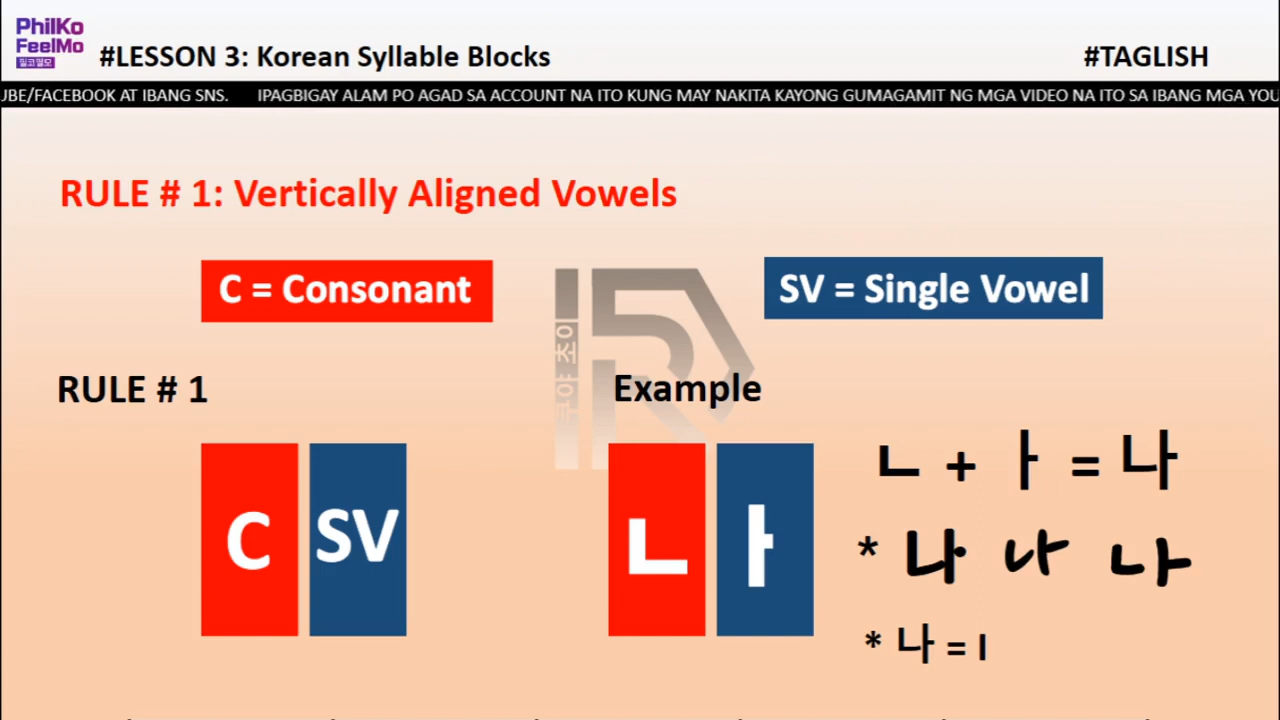 PhilKo
FeelMo
필코필모
#LESSON 3: Korean Syllable Blocks
#TAGLISH
UBE/FACEBOOK AT IBANG SNS. IPAGBIGAY ALAM PO AGAD SA ACCOUNT NA ITO KUNG MAY NAKITA KAYONG GUMAGAMIT NG MGA VIDEO NA ITO SA IBANG MGA YOU
RULE # 1: Vertically Aligned Vowels
C = Consonant
SV = Single Vowel
RULE # 1
Example
C SV
ㄴ ㅏ
ㄴ + ㅏ = 나
* 나 나 나
* 나 = I